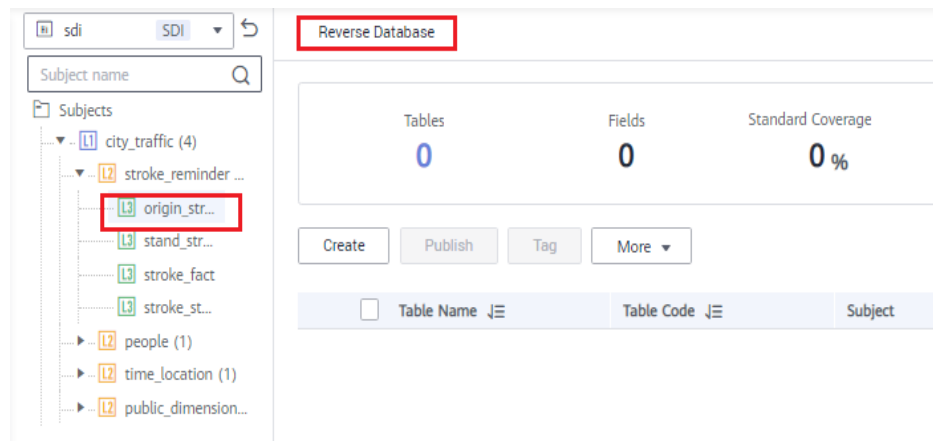 sdi SDI
Reverse Database
Subject name
Subjects
L1 city_traffic (4)
L2 stroke_reminder ...
L3 origin_str...
L3 stand_str...
L3 stroke_fact
L3 stroke_st...
L2 people (1)
L2 time_location (1)
L2 public_dimension...
Tables Fields Standard Coverage
0 0 0 %
Create Publish Tag More
Table Name Table Code Subject